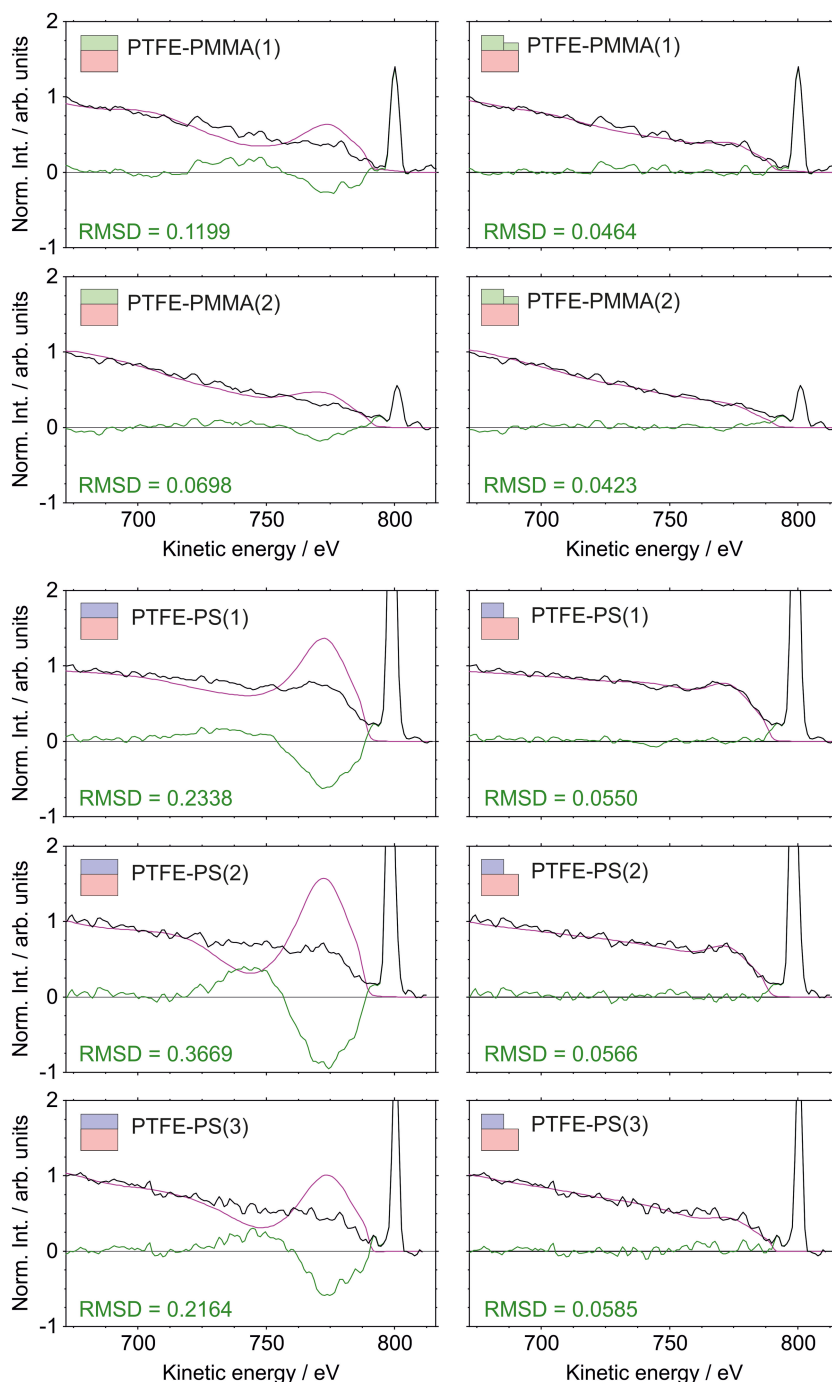 2
1
0
-1
Norm. Int. / arb. units
PTFE-PMMA(1)
RMSD = 0.1199
PTFE-PMMA(1)
RMSD = 0.0464
2
1
0
-1
Norm. Int. / arb. units
PTFE-PMMA(2)
RMSD = 0.0698
PTFE-PMMA(2)
RMSD = 0.0423
700 750 800
Kinetic energy / eV
700 750 800
Kinetic energy / eV
2
1
0
-1
Norm. Int. / arb. units
PTFE-PS(1)
RMSD = 0.2338
PTFE-PS(1)
RMSD = 0.0550
2
1
0
-1
Norm. Int. / arb. units
PTFE-PS(2)
RMSD = 0.3669
PTFE-PS(2)
RMSD = 0.0566
2
1
0
-1
Norm. Int. / arb. units
PTFE-PS(3)
RMSD = 0.2164
PTFE-PS(3)
RMSD = 0.0585
700 750 800
Kinetic energy / eV
700 750 800
Kinetic energy / eV